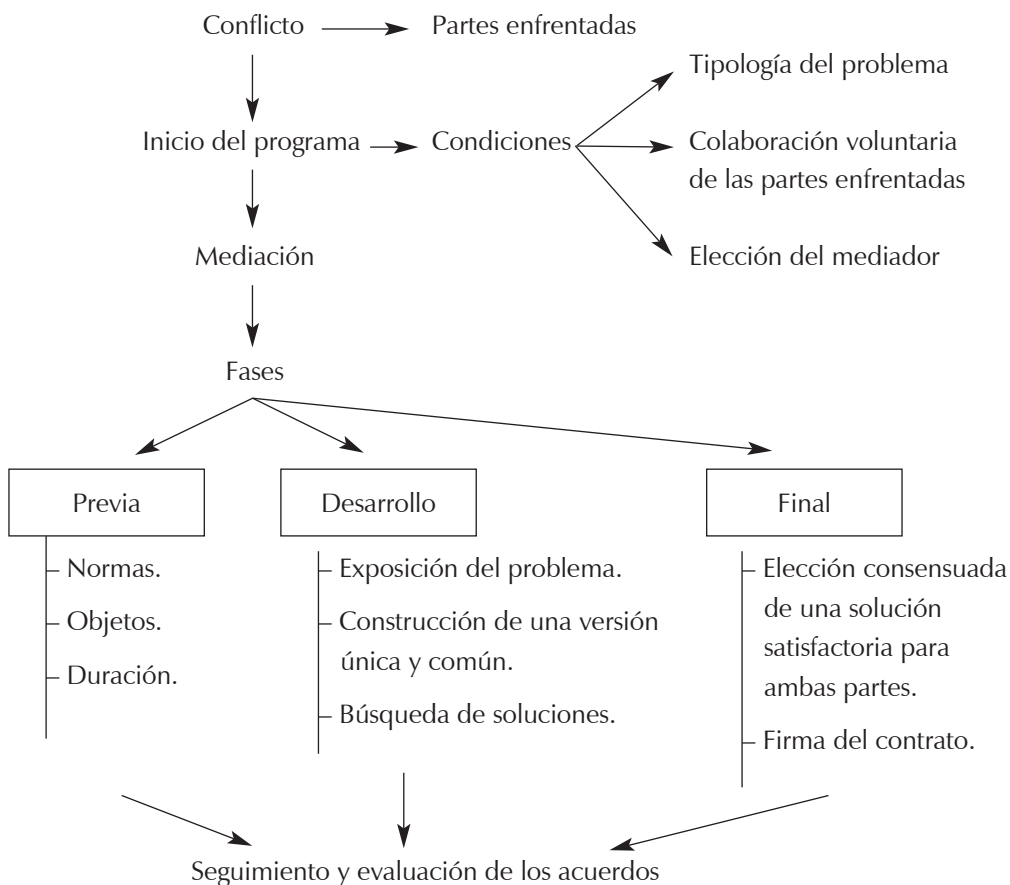 Conflicto
Partes enfrentadas
Tipología del problema
Inicio del programa
Condiciones
Colaboración voluntaria
de las partes enfrentadas
Mediación
Elección del mediador
Fases
Previa
Normas.
Objetos.
Duración.
Desarrollo
Exposición del problema.
Construcción de una versión
única y común.
Búsqueda de soluciones.
Final
Elección consensuada
de una solución
satisfactoria para
ambas partes.
Firma del contrato.
Seguimiento y evaluación de los acuerdos